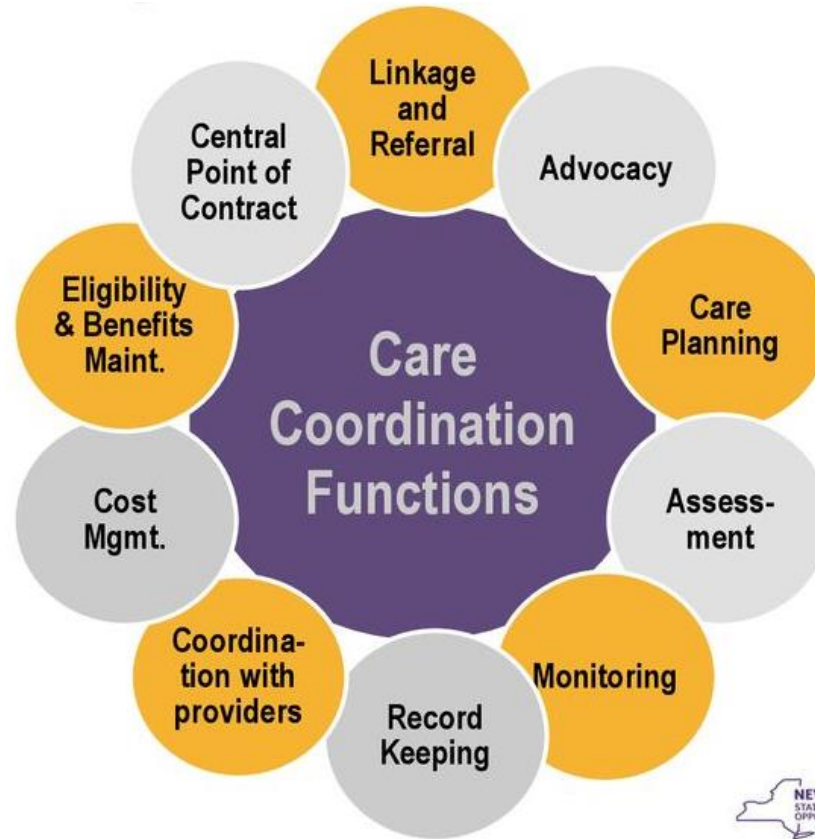 Linkage
and
Referral
Advocacy
Care
Planning
Assess-
ment
Monitoring
Record
Keeping
Coordina-
tion with
providers
Cost
Mgmt.
Eligibility
& Benefits
Maint.
Central
Point of
Contract
Care
Coordination
Functions